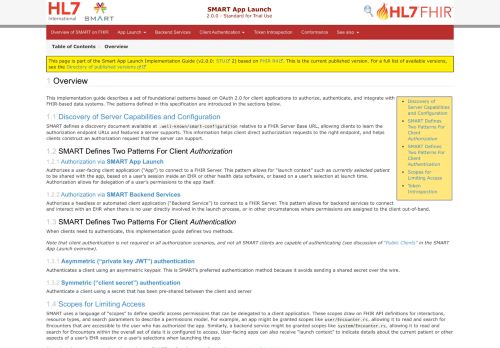 HL7
International
SMART
SMART App Launch
2.0.0 - Standard for Trial Use
HL7 FHIR
Overview of SMART on FHIR App Launch Backend Services Client Authentication Token Introspection Conformance See also
Table of Contents Overview
This page is part of the Smart App Launch Implementation Guide (v2.0.0: STU 2) based on FHIR R4. This is the current published version. For a full list of available versions, see the Directory of published versions
1 Overview
This implementation guide describes a set of foundational patterns based on OAuth 2.0 for client applications to authorize, authenticate, and integrate with FHIR-based data systems. The patterns defined in this specification are introduced in the sections below.
Discovery of Server Capabilities and Configuration
SMART Defines Two Patterns For Client Authorization
SMART Defines Two Patterns For Client Authentication
Scopes for Limiting Access
Token Introspection
1.1 Discovery of Server Capabilities and Configuration
SMART defines a discovery document available at .well-known/smart-configuration relative to a FHIR Server Base URL, allowing clients to learn the authorization endpoint URLs and features a server supports. This information helps client direct authorization requests to the right endpoint, and helps clients construct an authorization request that the server can support.
1.2 SMART Defines Two Patterns For Client Authorization
1.2.1 Authorization via SMART App Launch
Authorizes a user-facing client application ("App") to connect to a FHIR Server. This pattern allows for "launch context" such as currently selected patient to be shared with the app, based on a user's session inside an EHR or other health data software, or based on a user's selection at launch time. Authorization allows for delegation of a user's permissions to the app itself.
1.2.2 Authorization via SMART Backend Services
Authorizes a headless or automated client application ("Backend Service") to connect to a FHIR Server. This pattern allows for backend services to connect and interact with an EHR when there is no user directly involved in the launch process, or in other circumstances where permissions are assigned to the client out-of-band.
1.3 SMART Defines Two Patterns For Client Authentication
When clients need to authenticate, this implementation guide defines two methods.
Note that client authentication is not required in all authorization scenarios, and not all SMART clients are capable of authenticating (see discussion of "Public Clients" in the SMART App Launch overview).
1.3.1 Asymmetric ("private key JWT") authentication
Authenticates a client using an asymmetric keypair. This is SMART's preferred authentication method because it avoids sending a shared secret over the wire.
1.3.2 Symmetric ("client secret") authentication
Authenticate a client using a secret that has been pre-shared between the client and server
1.4 Scopes for Limiting Access
SMART uses a language of "scopes" to define specific access permissions that can be delegated to a client application. These scopes draw on FHIR API definitions for interactions, resource types, and search parameters to describe a permissions model. For example, an app might be granted scopes like user/Encounter.rs, allowing it to read and search for Encounters that are accessible to the user who has authorized the app. Similarly, a backend service might be granted scopes like system/Encounter.rs, allowing it to read and search for Encounters within the overall set of data it is configured to access. User-facing apps can also receive "launch context" to indicate details about the current patient or other aspects of a user's EHR session or a user's selections when launching the app.